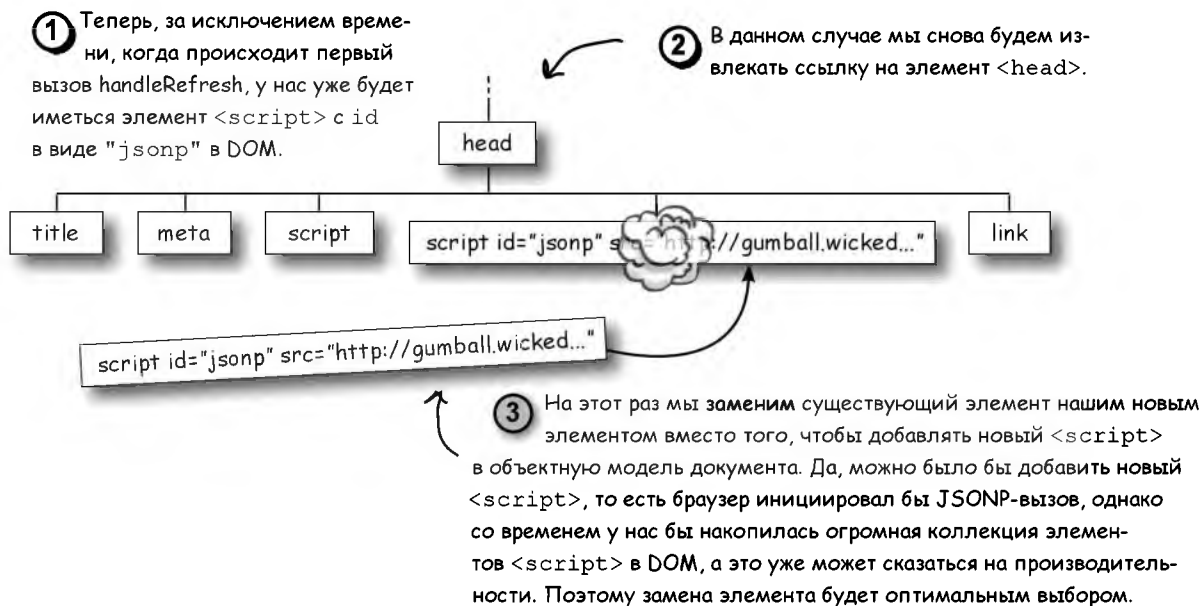 1 Теперь, за исключением време-
ни, когда происходит первый
вызов handleRefresh, у нас уже будет
иметься элемент <script> с id
в виде "jsonp" в DOM.
2 В данном случае мы снова будем из-
влекать ссылку на элемент <head>.
head
title
meta
script
script id="jsonp" s http://gumball.wicked..."
link
script id="jsonp" src="http://gumball.wicked..."
3 На этот раз мы заменим существующий элемент нашим новым
элементом вместо того, чтобы добавлять новый <script>
в объектную модель документа. Да, можно было бы добавить новый
<script>, то есть браузер инициировал бы JSONP-вызов, однако
со временем у нас бы накопилась огромная коллекция элемен-
тов <script> в DOM, а это уже может сказаться на производитель-
ности. Поэтому замена элемента будет оптимальным выбором.